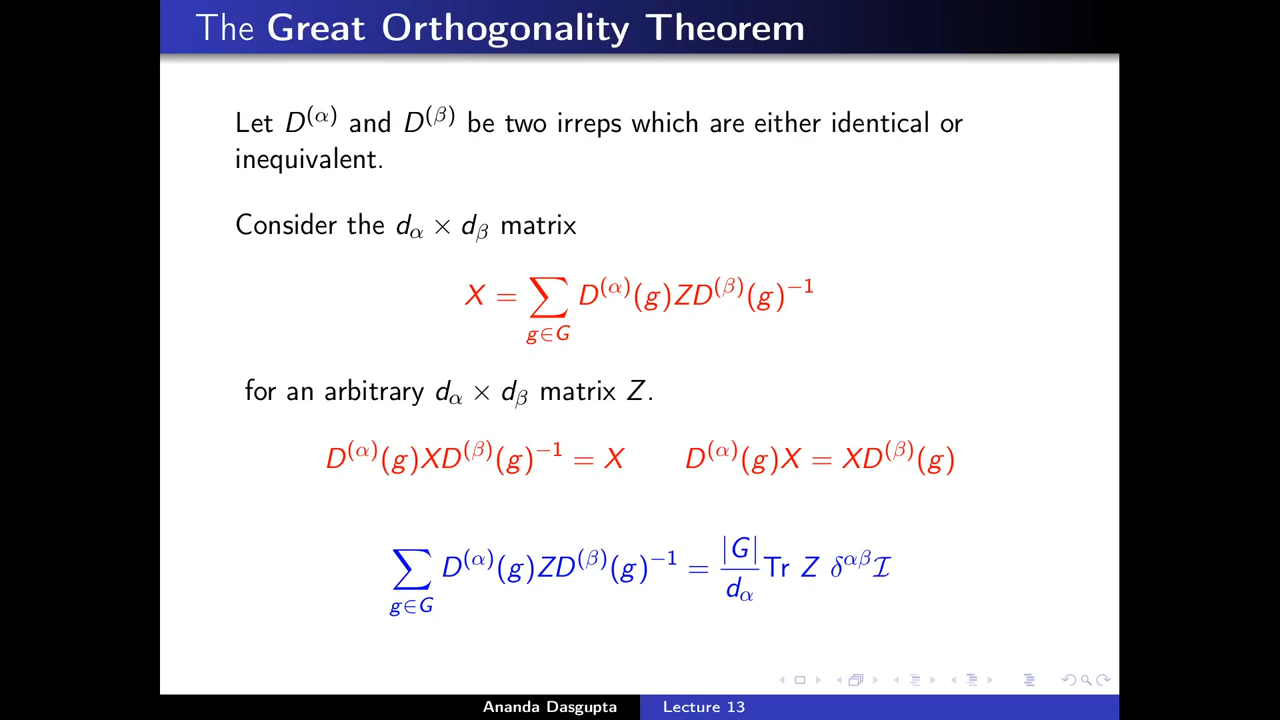 The Great Orthogonality Theorem
Let D^(α) and D^(β) be two irreps which are either identical or
inequivalent.
Consider the d_α × d_β matrix
X = ∑_{g∈G} D^(α)(g)ZD^(β)(g)^−1
for an arbitrary d_α × d_β matrix Z.
D^(α)(g)XD^(β)(g)^−1 = X D^(α)(g)X = XD^(β)(g)
∑_{g∈G} D^(α)(g)ZD^(β)(g)^−1 = |G|/d_α Tr Z δ^αβ ℐ
Ananda Dasgupta Lecture 13